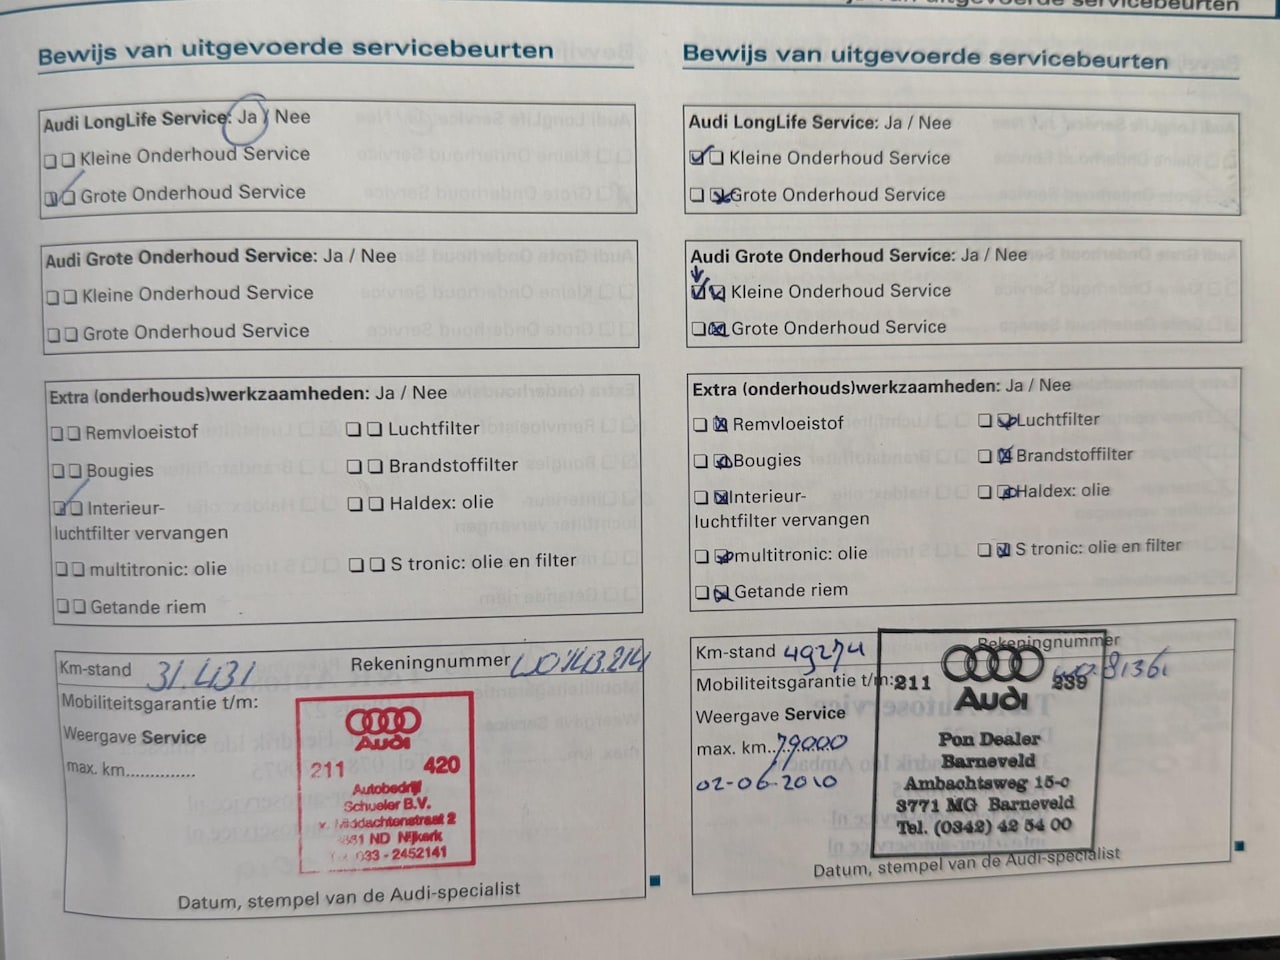 servicebeurten
Bewijs van uitgevoerde servicebeurten
Audi LongLife Service: Ja / Nee
Kleine Onderhoud Service
Grote Onderhoud Service
Audi Grote Onderhoud Service: Ja / Nee
Kleine Onderhoud Service
Grote Onderhoud Service
Extra (onderhouds)werkzaamheden: Ja / Nee
Remvloeistof
Luchtfilter
Bougies
Brandstoffilter
Interieur-
luchtfilter vervangen
Haldex: olie
multitronic: olie
S tronic: olie en filter
Getande riem
Km-stand 31.431
Rekeningnummer
Mobiliteitsgarantie t/m:
Weergave Service
max. km..............
Audi
211 420
Autobedrijf
Schueler B.V.
Middachtenstraat 2
ND Nijkerk
033 - 2452141
Datum, stempel van de Audi-specialist
Bewijs van uitgevoerde servicebeurten
Audi LongLife Service: Ja / Nee
Kleine Onderhoud Service
Grote Onderhoud Service
Audi Grote Onderhoud Service: Ja / Nee
Kleine Onderhoud Service
Grote Onderhoud Service
Extra (onderhouds)werkzaamheden: Ja / Nee
Remvloeistof
Luchtfilter
Bougies
Brandstoffilter
Interieur-
luchtfilter vervangen
Haldex: olie
multitronic: olie
S tronic: olie en filter
Getande riem
Km-stand 49274
Rekeningnummer
Mobiliteitsgarantie t/m:
Weergave Service
max. km..79000
02-06-2010
211 239
Audi
Pon Dealer
Barneveld
Ambachtsweg 15-c
3771 MG Barneveld
Tel. (0342) 42 54 00
Datum, stempel van de Audi-specialist